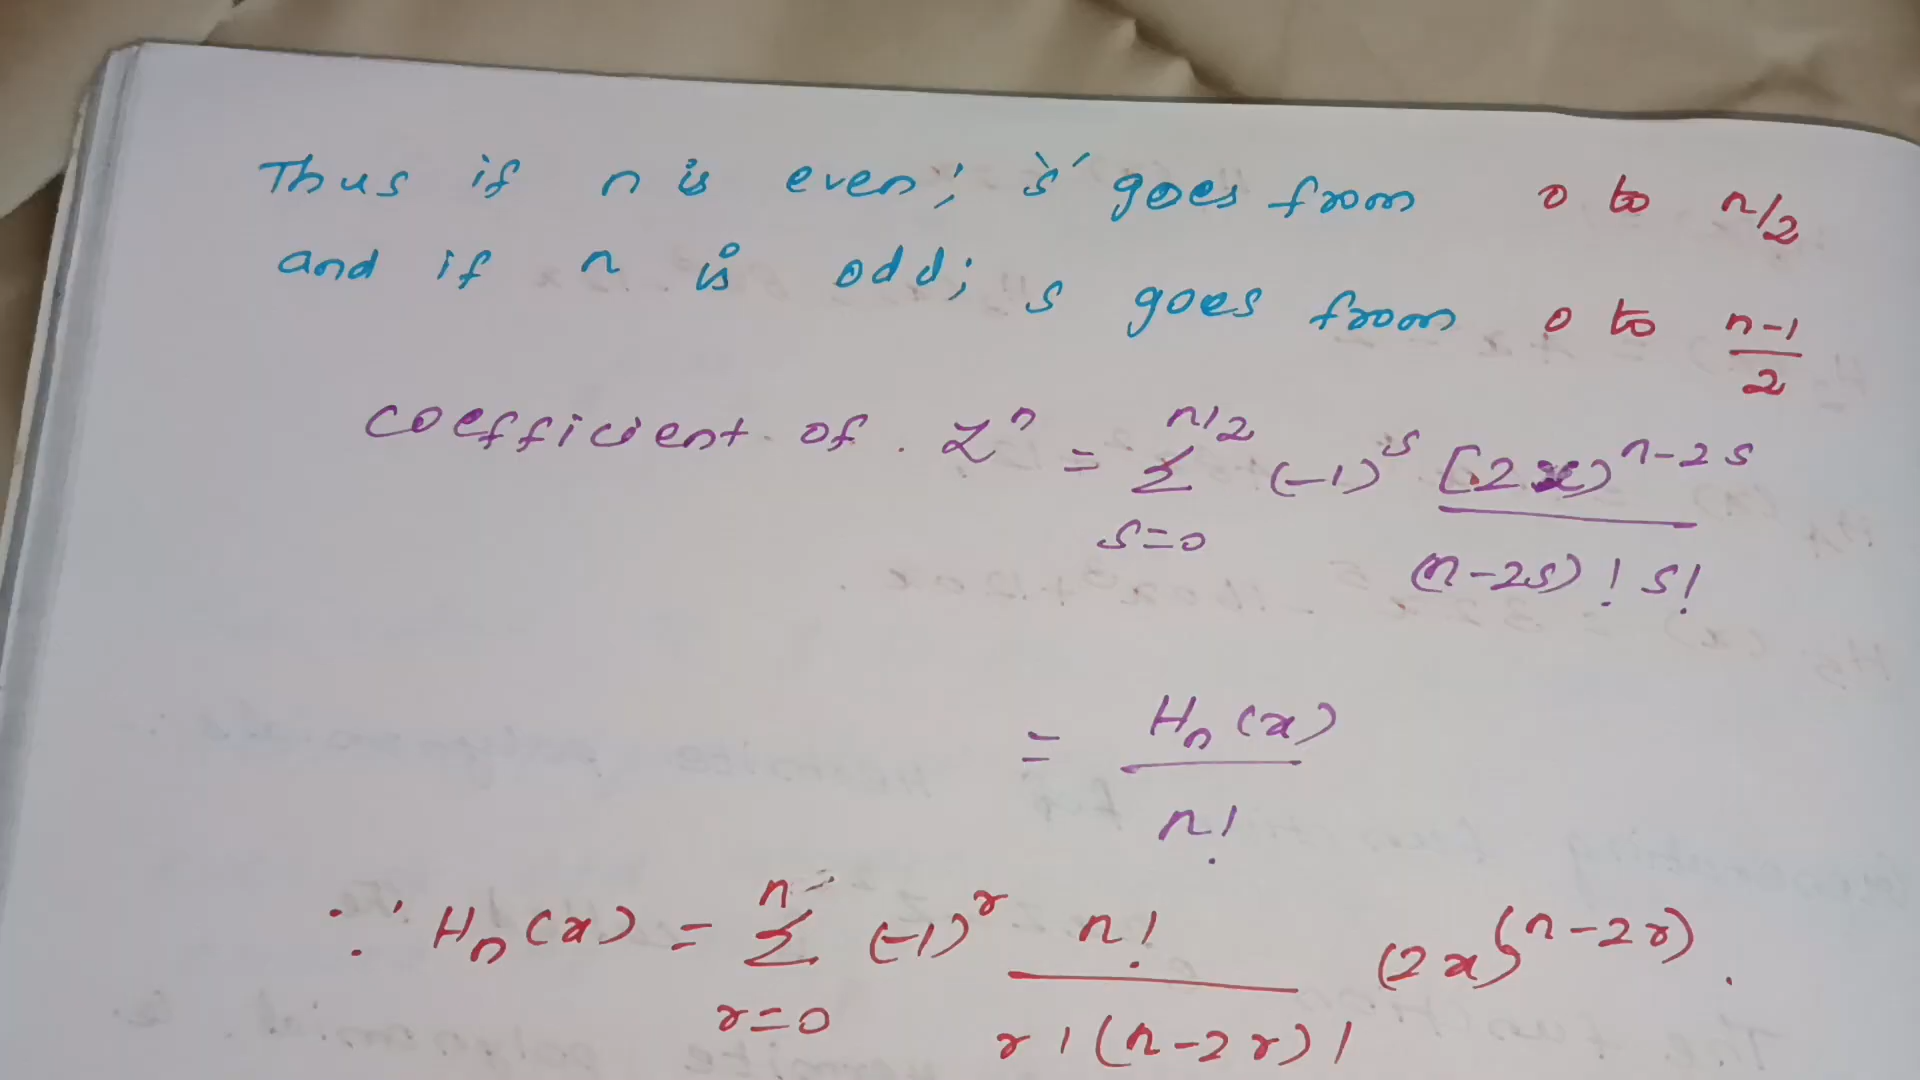 Thus if n is even; 's' goes from 0 to n/2
and if n is odd; s goes from 0 to (n-1)/2
coefficient of z^n = Σ_{s=0}^{n/2} (-1)^s (2x)^{n-2s} / (n-2s)! s!
= H_n(x) / n!
∵ H_n(x) = Σ_{r=0}^{n} (-1)^r n! / r! (n-2r)! (2x)^{(n-2r)}.